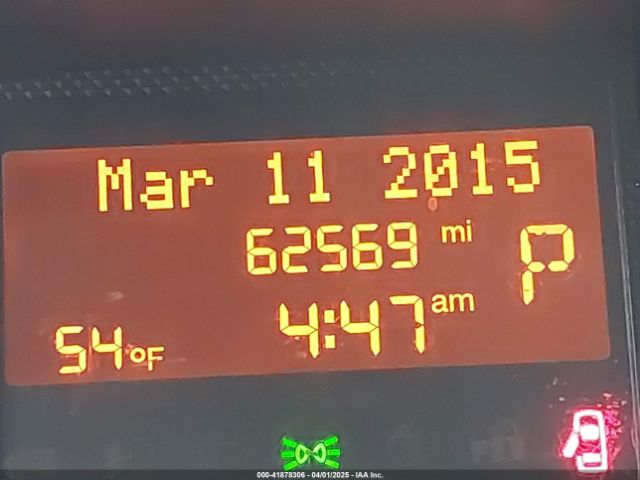 Mar 11 2015
62569 mi
P
4:47 am
54°F
000-41878306 - 04/01/2025 - IAA Inc.